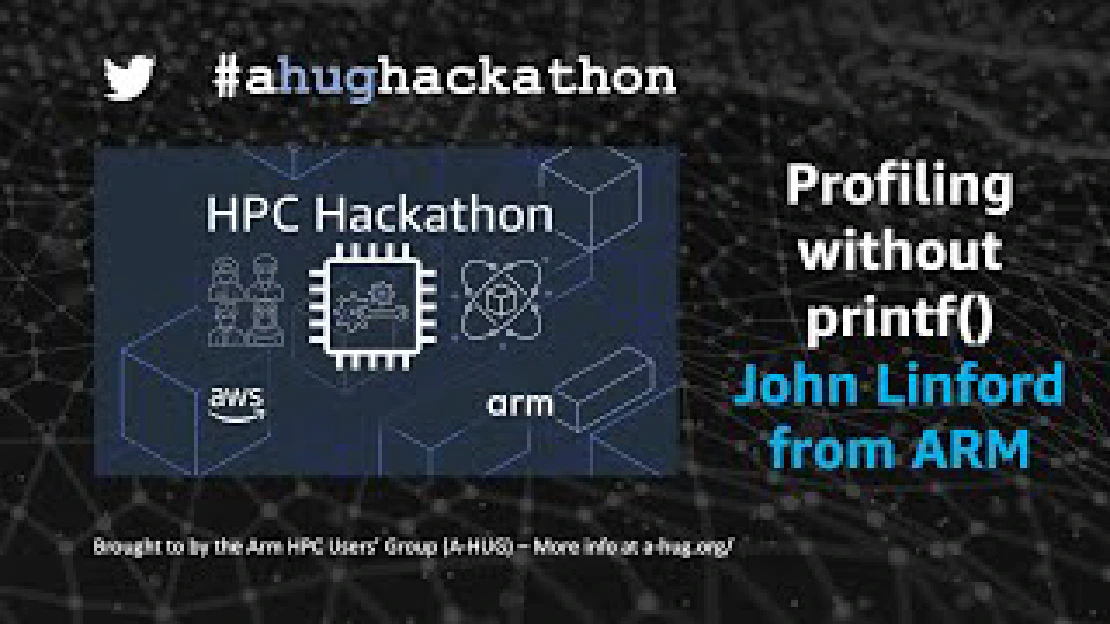 #ahughackathon
HPC Hackathon
aws
arm
Profiling
without
printf()
John Linford
from ARM
Brought to by the Arm HPC Users' Group (A-HUG) – More info at a-hug.org/